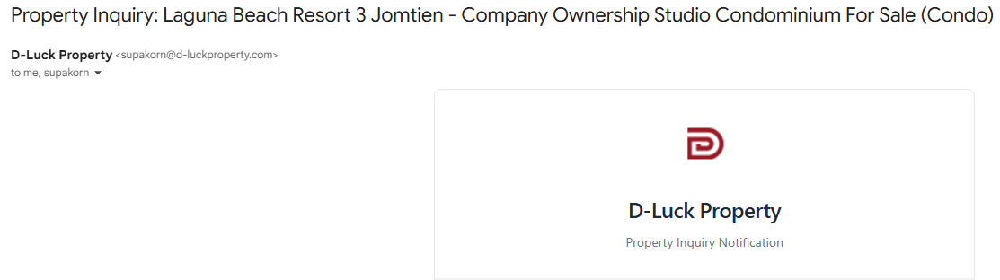 Property Inquiry: Laguna Beach Resort 3 Jomtien - Company Ownership Studio Condominium For Sale (Condo)
D-Luck Property <supakorn@d-luckproperty.com>
to me, supakorn
D-Luck Property
Property Inquiry Notification